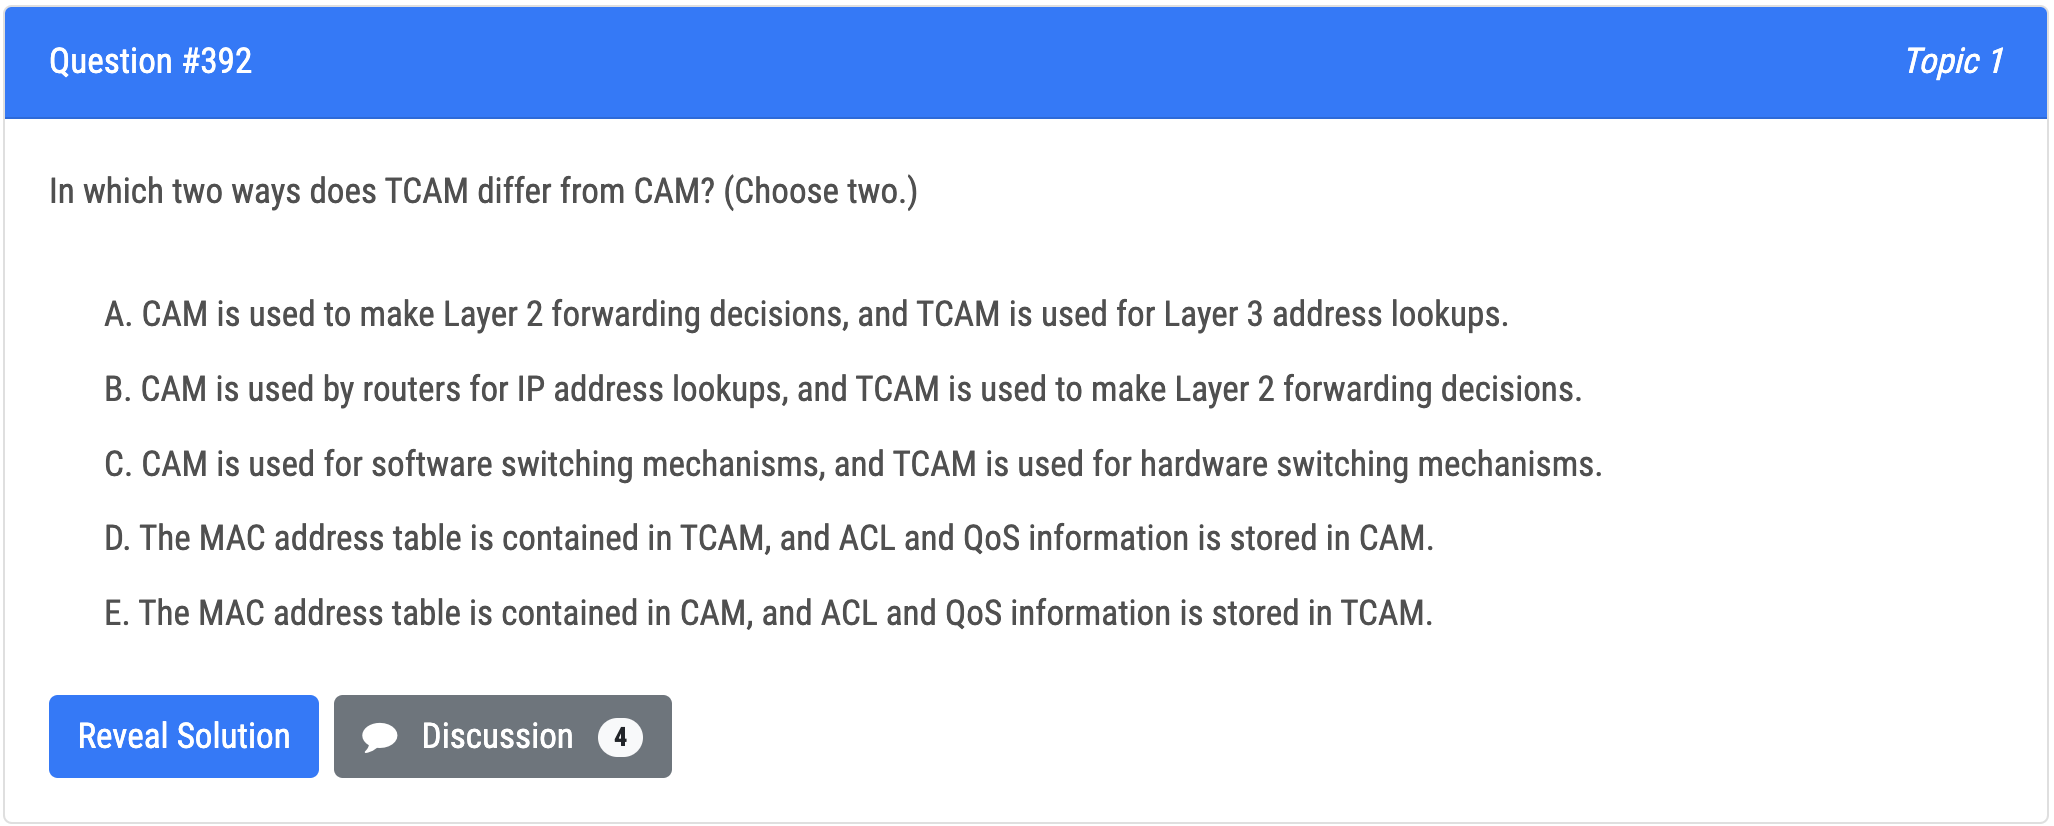 Question #392
Topic 1
In which two ways does TCAM differ from CAM? (Choose two.)
A. CAM is used to make Layer 2 forwarding decisions, and TCAM is used for Layer 3 address lookups.
B. CAM is used by routers for IP address lookups, and TCAM is used to make Layer 2 forwarding decisions.
C. CAM is used for software switching mechanisms, and TCAM is used for hardware switching mechanisms.
D. The MAC address table is contained in TCAM, and ACL and QoS information is stored in CAM.
E. The MAC address table is contained in CAM, and ACL and QoS information is stored in TCAM.
Reveal Solution
Discussion 4